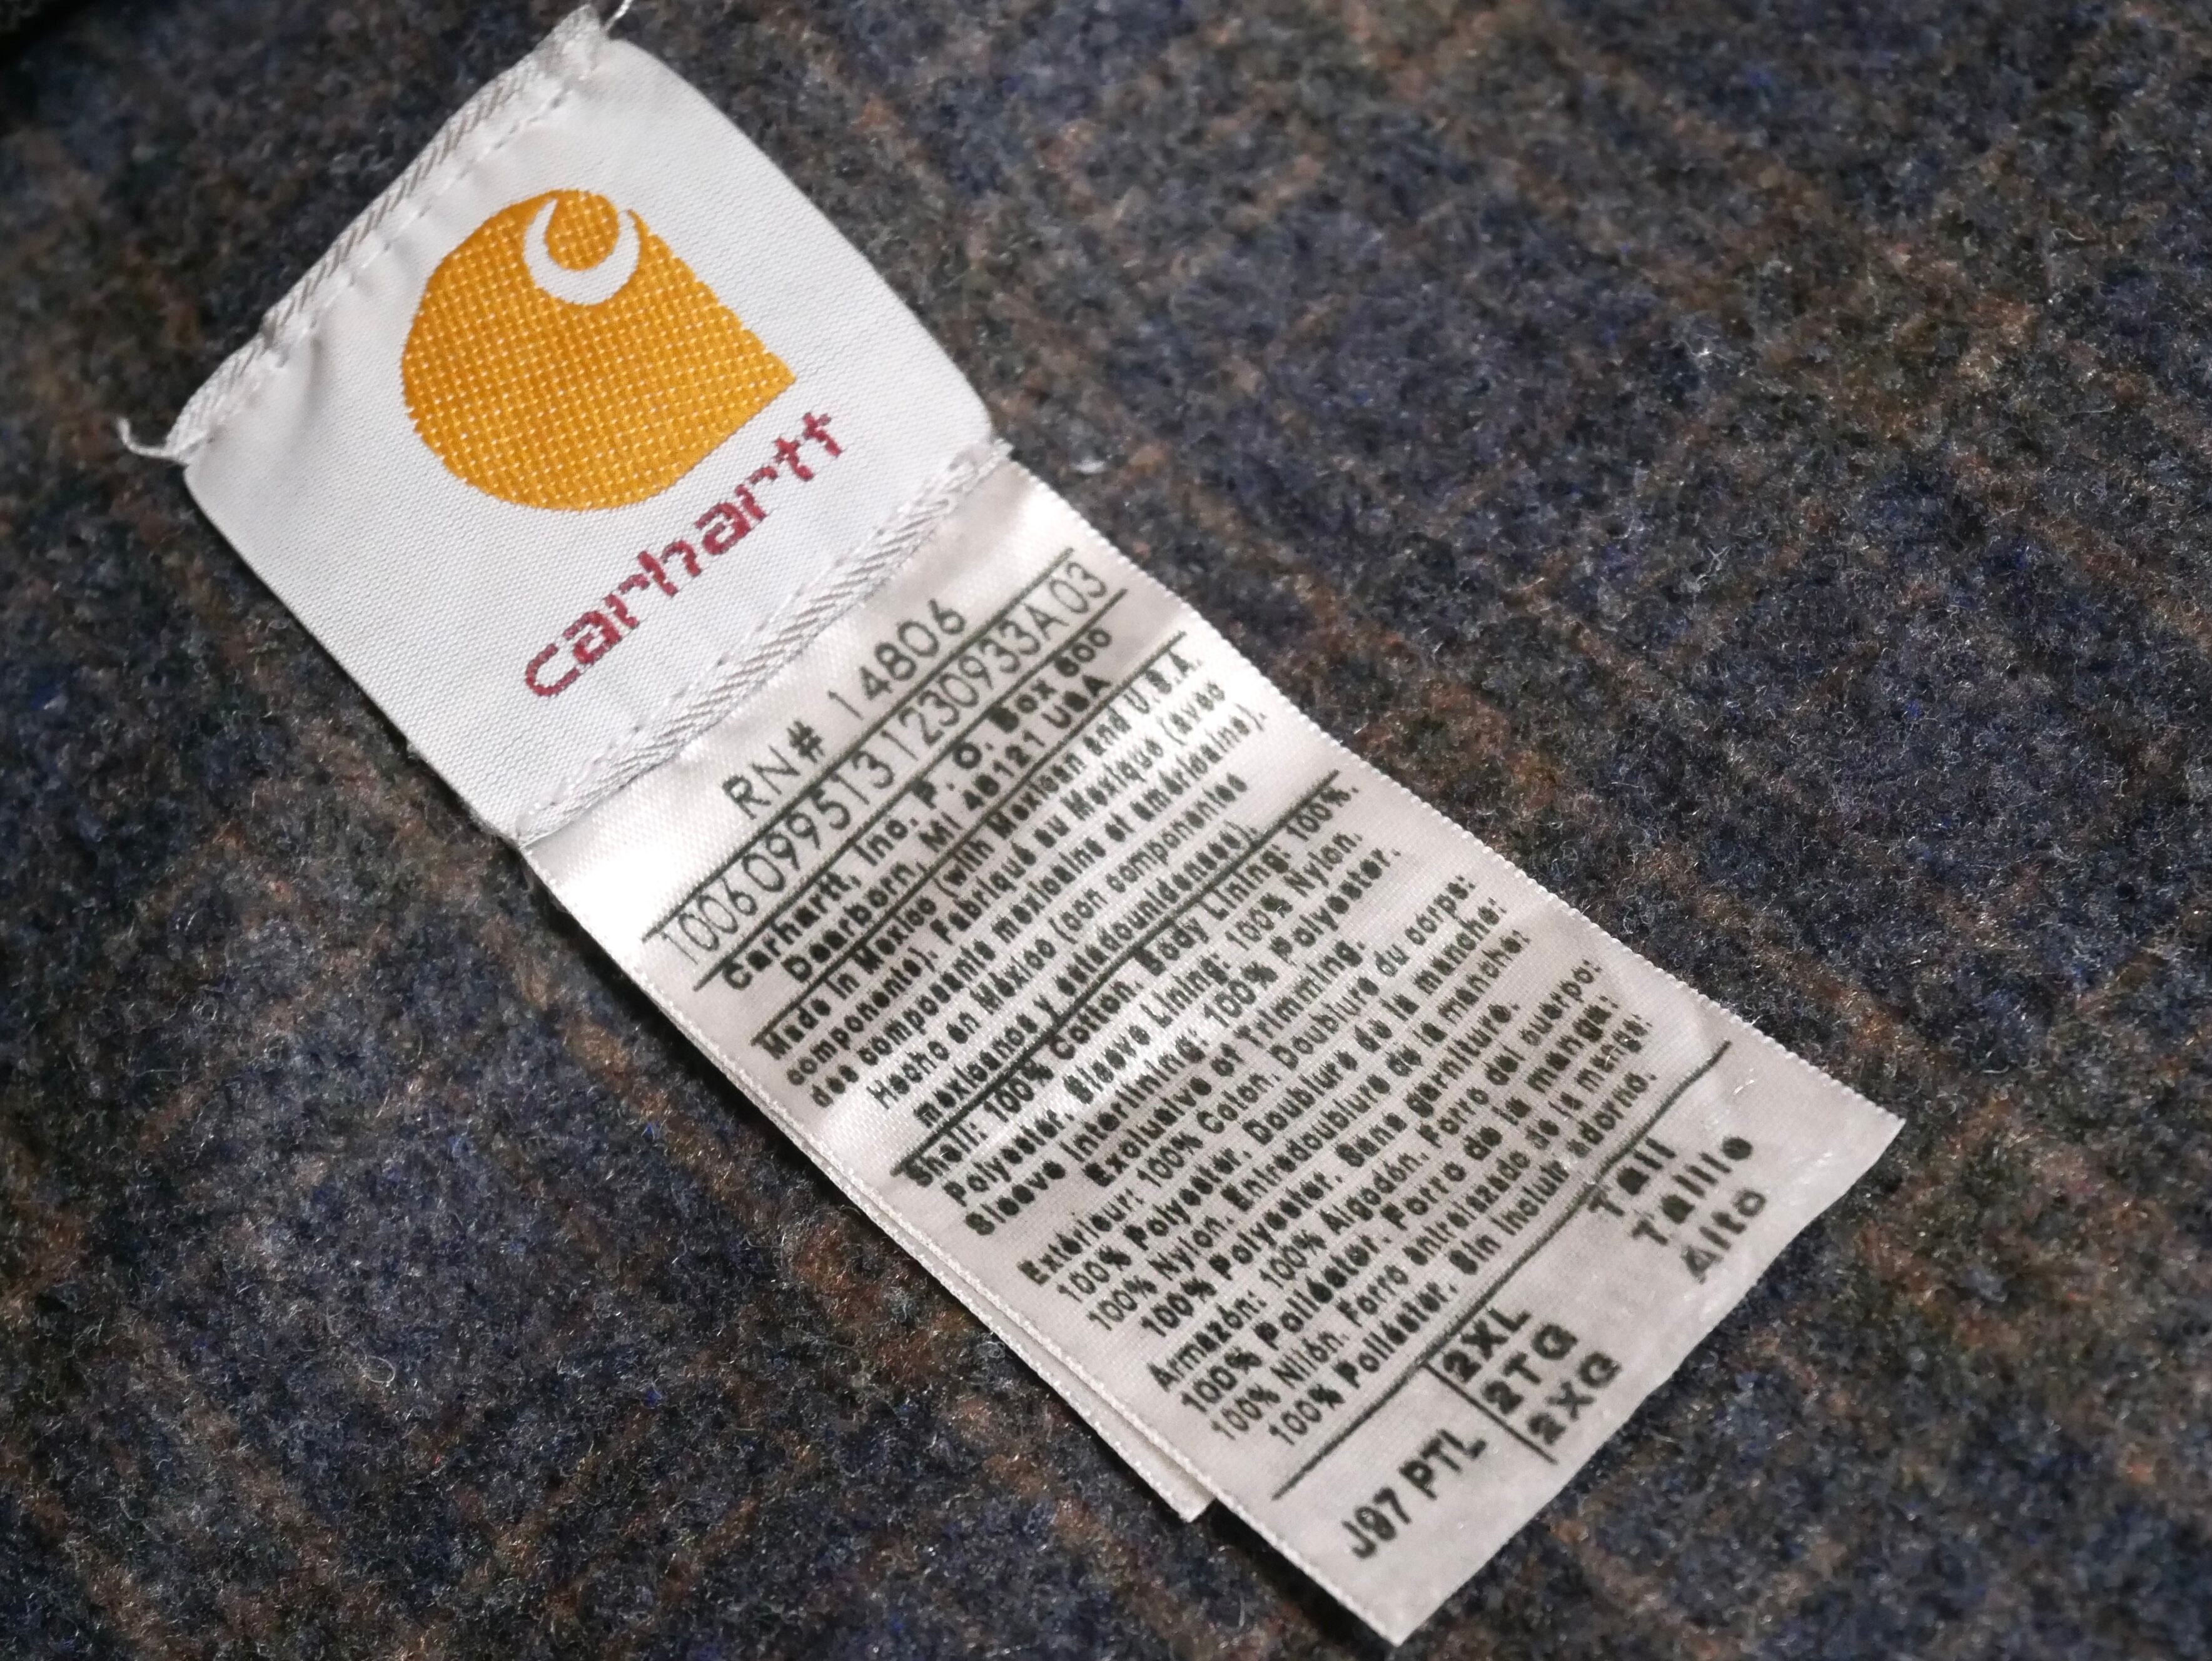 carhartt
RN# 14806
10060995131230933A 03
Carhartt, Inc. P. O. Box 600
Dearborn, MI 48121 USA
Made in Mexico (with Mexican and U.S.A.
components). Fabriqué au Mexique (avec
des composants mexicains et américains).
Hecho en México (con componentes
mexicanos y estadounidenses).
Shell: 100% Cotton. Body Lining: 100%
Polyester. Sleeve Lining: 100% Nylon.
Sleeve Interlining: 100% Polyester.
Exclusive of Trimming.
Extérieur: 100% Coton. Doublure du corps:
100% Polyester. Doublure de la manche:
100% Nylon. Entredoublure de la manche:
100% Polyester. Sans garniture.
Armazón: 100% Algodón. Forro del cuerpo:
100% Poliéster. Forro de la manga:
100% Nilón. Forro entrelazado de la manga:
100% Poliéster. Sin incluir adorno.
J97 PTL
2XL Tall
2TG Taille
2XG Alto